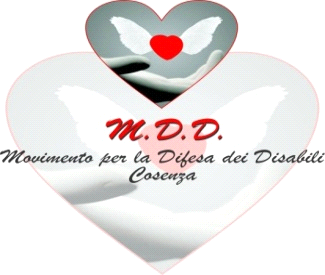 M.D.D.
Movimento per la Difesa dei Disabili
Cosenza